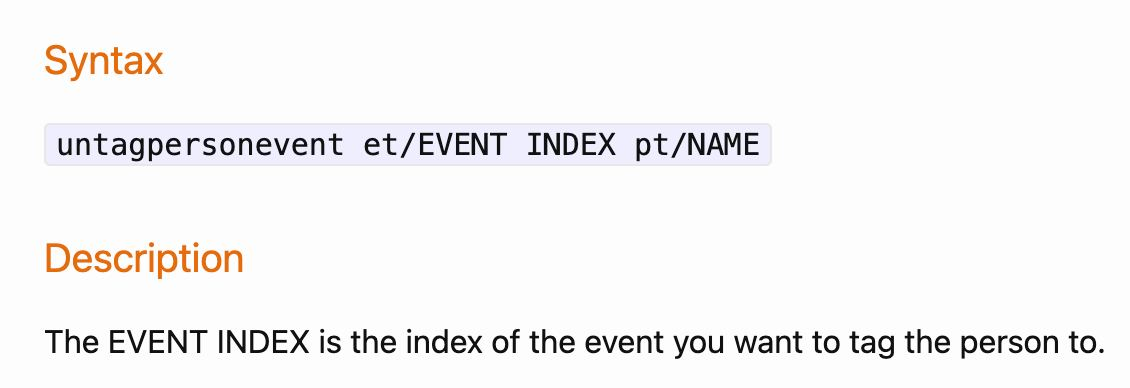 Syntax
untagpersonevent et/EVENT INDEX pt/NAME
Description
The EVENT INDEX is the index of the event you want to tag the person to.